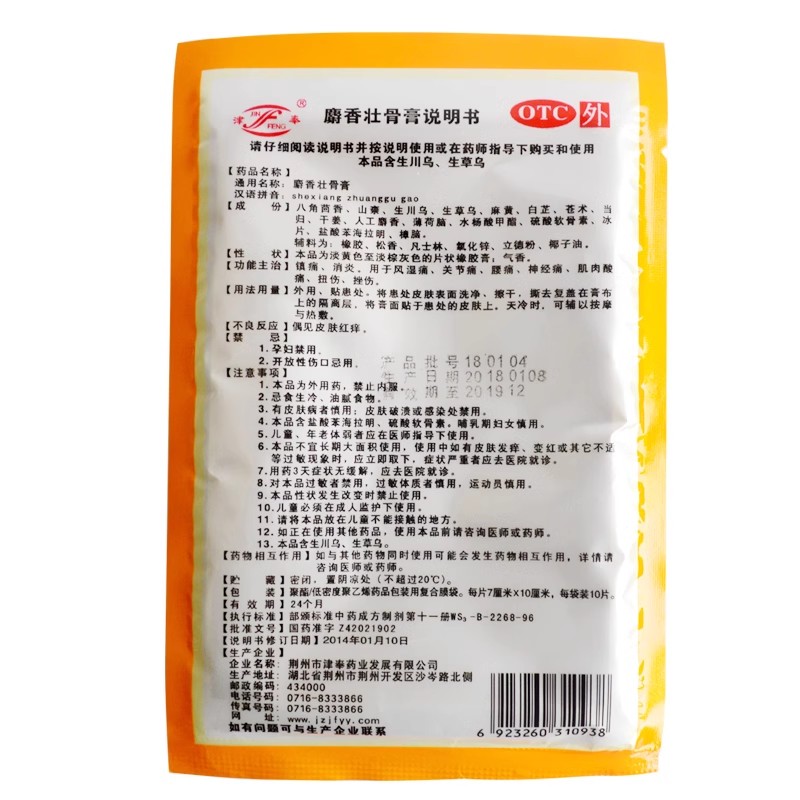 JIN
津 奉
FENG
®
麝香壮骨膏说明书
OTC 外
请仔细阅读说明书并按说明使用或在药师指导下购买和使用
本品含生川乌、生草乌
【药品名称】
通用名称：麝香壮骨膏
汉语拼音：shexiang zhuanggu gao
【成 份】八角茴香、山柰、生川乌、生草乌、麻黄、白芷、苍术、当
归、干姜、人工麝香、薄荷脑、水杨酸甲酯、硫酸软骨素、冰
片、盐酸苯海拉明、樟脑。
辅料为：橡胶、松香、凡士林、氧化锌、立德粉、椰子油。
【性 状】本品为淡黄色至淡棕灰色的片状橡胶膏；气香。
【功能主治】镇痛、消炎。用于风湿痛、关节痛、腰痛、神经痛、肌肉酸
痛、扭伤、挫伤。
【用法用量】外用，贴患处。将患处皮肤表面洗净、擦干，撕去复盖在膏布
上的隔离层，将膏面贴于患处的皮肤上。天冷时，可辅以按摩
与热敷。
【不良反应】偶见皮肤红痒。
【禁 忌】
1.孕妇禁用。
2.开放性伤口忌用。
产品批号 180104
生产日期 20180108
有效期至 201912
【注意事项】
1.本品为外用药，禁止内服。
2.忌食生冷、油腻食物。
3.有皮肤病者慎用；皮肤破溃或感染处禁用。
4.本品含盐酸苯海拉明、硫酸软骨素。哺乳期妇女慎用。
5.儿童、年老体弱者应在医师指导下使用。
6.本品不宜长期大面积使用，使用中如有皮肤发痒、变红或其它不适
等过敏现象时，应立即取下，症状严重者应去医院就诊。
7.用药3天症状无缓解，应去医院就诊。
8.对本品过敏者禁用，过敏体质者慎用，运动员慎用。
9.本品性状发生改变时禁止使用。
10.儿童必须在成人监护下使用。
11.请将本品放在儿童不能接触的地方。
12.如正在使用其他药品，使用本品前请咨询医师或药师。
13.本品含生川乌、生草乌。
【药物相互作用】如与其他药物同时使用可能会发生药物相互作用，详情请
咨询医师或药师。
【贮 藏】密闭，置阴凉处（不超过20℃）。
【包 装】聚酯/低密度聚乙烯药品包装用复合膜袋。每片7厘米X10厘米，每袋装10片。
【有 效 期】24个月
【执行标准】部颁标准中药成方制剂第十一册WS₃-B-2268-96
【批准文号】国药准字Z42021902
【说明书修订日期】2014年01月10日
【生产企业】
企业名称：荆州市津奉药业发展有限公司
生产地址：湖北省荆州市荆州开发区沙岑路北侧
邮政编码：434000
电话号码：0716-8333866
传真号码：0716-8333866
网 址：www.jzjfyy.com
如有问题可与生产企业联系
6 923260 310938